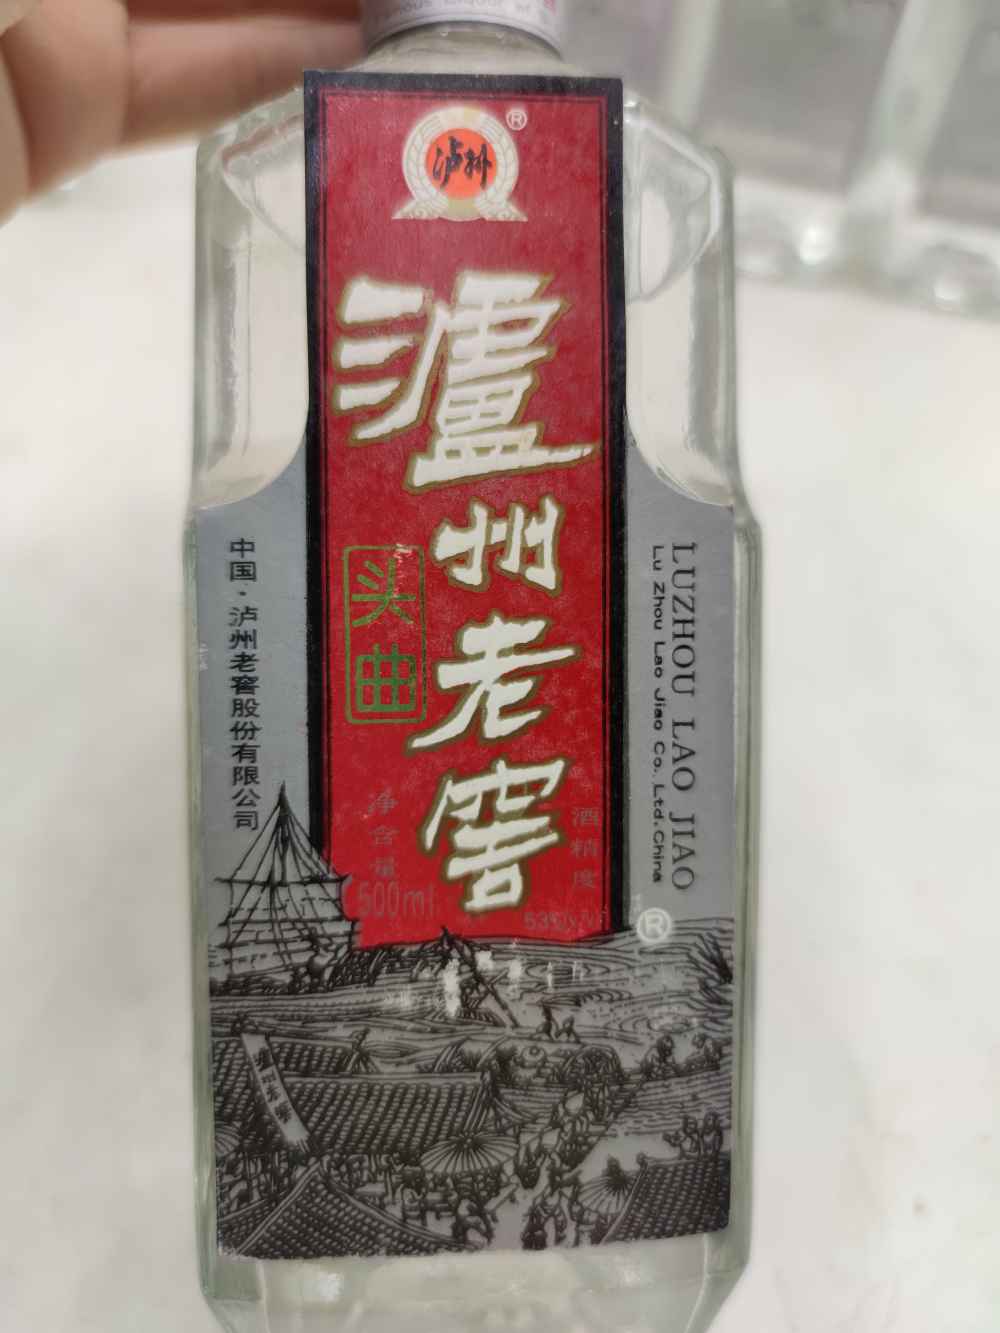 泸州
®
瀘州老窖
头曲
净含量
500ml
酒精度
53%(V/V)
中国·泸州老窖股份有限公司
LUZHOU LAO JIAO
Lu Zhou Lao Jiao Co., Ltd. China
®